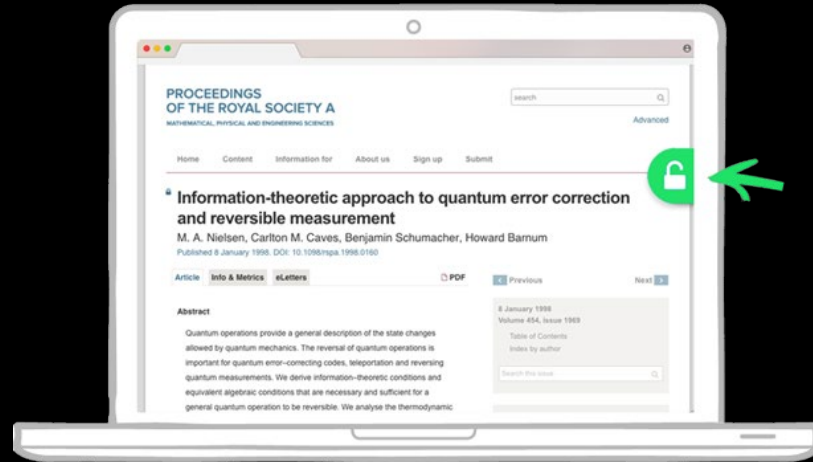 PROCEEDINGS
OF THE ROYAL SOCIETY A
MATHEMATICAL, PHYSICAL AND ENGINEERING SCIENCES
search
Advanced
Home Content Information for About us Sign up Submit
Information-theoretic approach to quantum error correction
and reversible measurement
M. A. Nielsen, Carlton M. Caves, Benjamin Schumacher, Howard Barnum
Published 8 January 1998. DOI: 10.1098/rspa.1998.0160
Article Info & Metrics eLetters PDF
Previous Next
Abstract
Quantum operations provide a general description of the state changes
allowed by quantum mechanics. The reversal of quantum operations is
important for quantum error–correcting codes, teleportation and reversing
quantum measurements. We derive information–theoretic conditions and
equivalent algebraic conditions that are necessary and sufficient for a
general quantum operation to be reversible. We analyse the thermodynamic
8 January 1998
Volume 454, issue 1969
Table of Contents
Index by author
Search this issue